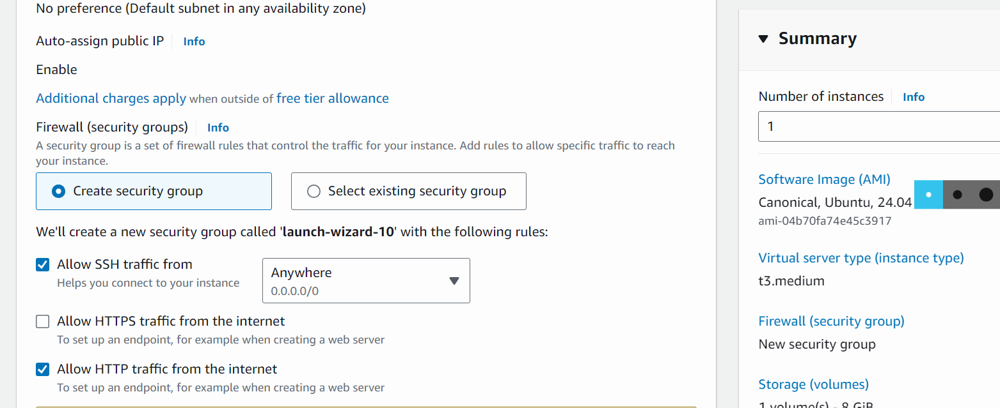 No preference (Default subnet in any availability zone)
Auto-assign public IP Info
Enable
Additional charges apply when outside of free tier allowance
Firewall (security groups) Info
A security group is a set of firewall rules that control the traffic for your instance. Add rules to allow specific traffic to reach
your instance.
Create security group
Select existing security group
We'll create a new security group called 'launch-wizard-10' with the following rules:
Allow SSH traffic from
Helps you connect to your instance
Anywhere
0.0.0.0/0
Allow HTTPS traffic from the internet
To set up an endpoint, for example when creating a web server
Allow HTTP traffic from the internet
To set up an endpoint, for example when creating a web server
Summary
Number of instances Info
1
Software Image (AMI)
Canonical, Ubuntu, 24.04
ami-04b70fa74e45c3917
Virtual server type (instance type)
t3.medium
Firewall (security group)
New security group
Storage (volumes)
1 volume(s) - 8 GiB